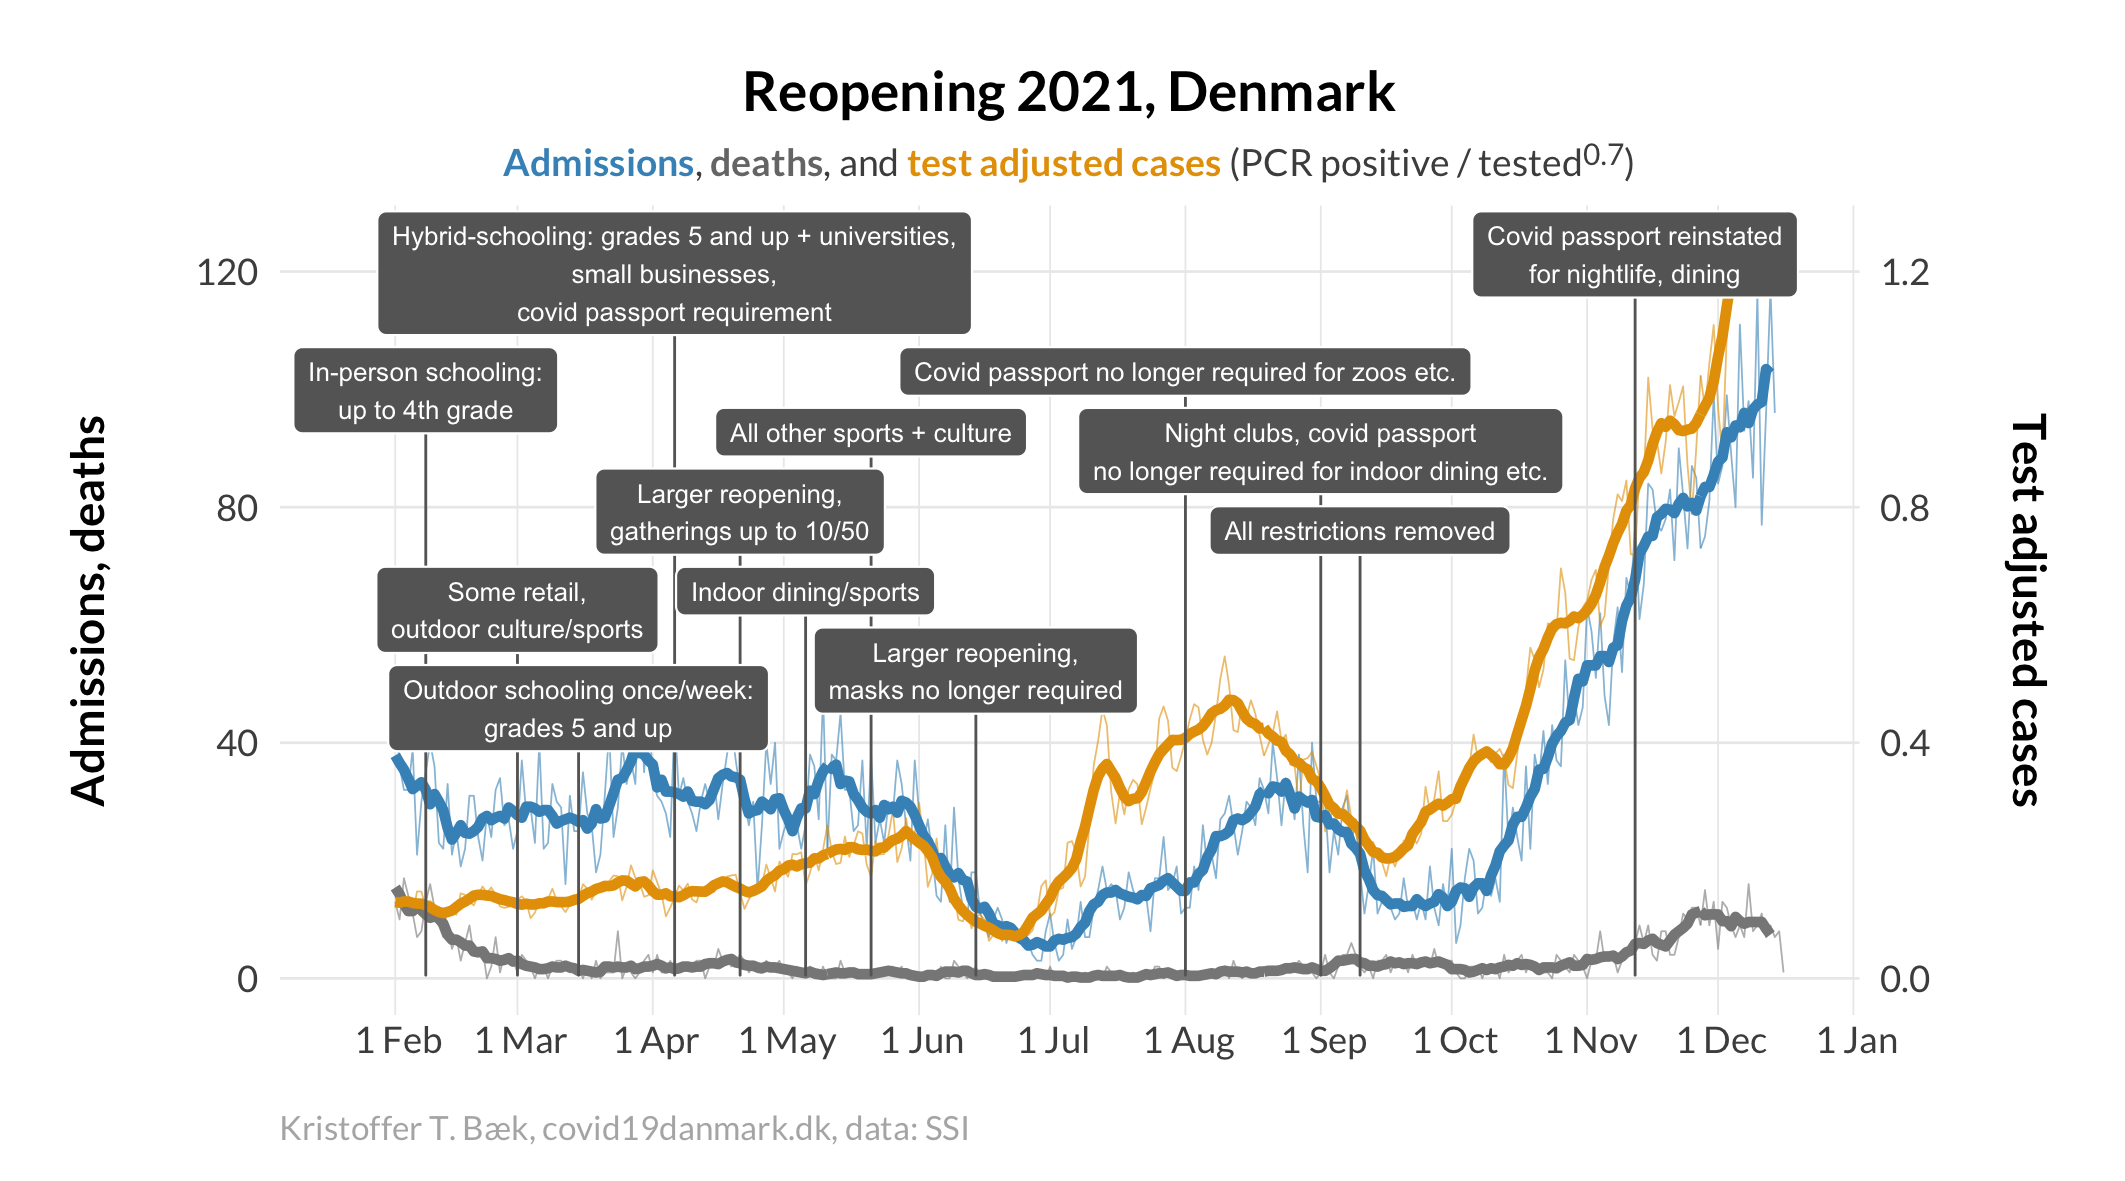 Reopening 2021, Denmark
Admissions, deaths, and test adjusted cases (PCR positive / tested^0.7)
Hybrid-schooling: grades 5 and up + universities,
small businesses,
covid passport requirement
Covid passport reinstated
for nightlife, dining
In-person schooling:
up to 4th grade
Covid passport no longer required for zoos etc.
All other sports + culture
Night clubs, covid passport
no longer required for indoor dining etc.
Larger reopening,
gatherings up to 10/50
All restrictions removed
Some retail,
outdoor culture/sports
Indoor dining/sports
Larger reopening,
masks no longer required
Outdoor schooling once/week:
grades 5 and up
Admissions, deaths
120
80
40
0
1.2
0.8
0.4
0.0
Test adjusted cases
1 Feb 1 Mar 1 Apr 1 May 1 Jun 1 Jul 1 Aug 1 Sep 1 Oct 1 Nov 1 Dec 1 Jan
Kristoffer T. Bæk, covid19danmark.dk, data: SSI